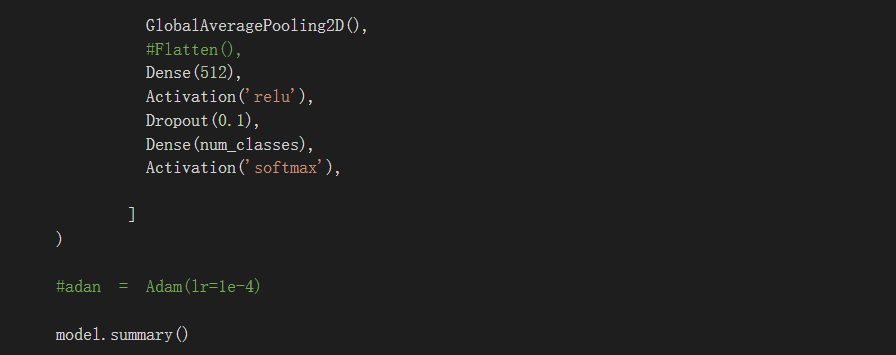 GlobalAveragePooling2D(),
#Flatten(),
Dense(512),
Activation('relu'),
Dropout(0.1),
Dense(num_classes),
Activation('softmax'),
]
)
#adan = Adam(lr=1e-4)
model.summary()